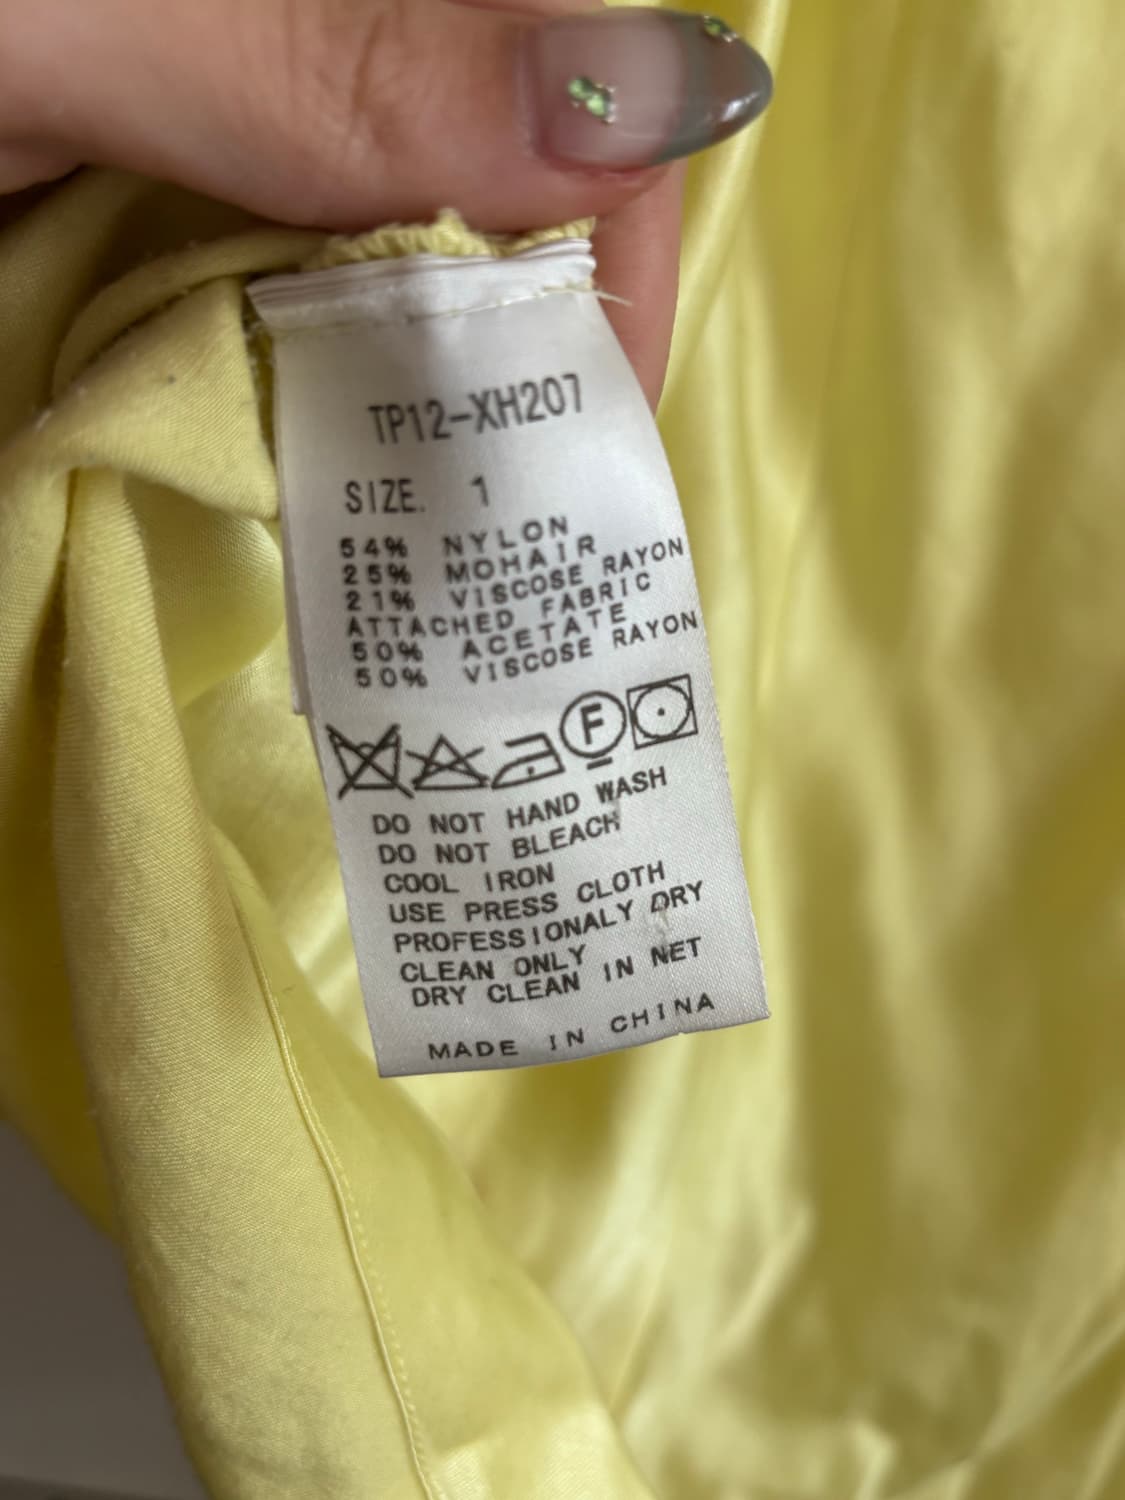 TP12-XH207
SIZE. 1
54% NYLON
25% MOHAIR
21% VISCOSE RAYON
ATTACHED FABRIC
50% ACETATE
50% VISCOSE RAYON
F
DO NOT HAND WASH
DO NOT BLEACH
COOL IRON
USE PRESS CLOTH
PROFESSIONALY DRY
CLEAN ONLY
DRY CLEAN IN NET
MADE IN CHINA